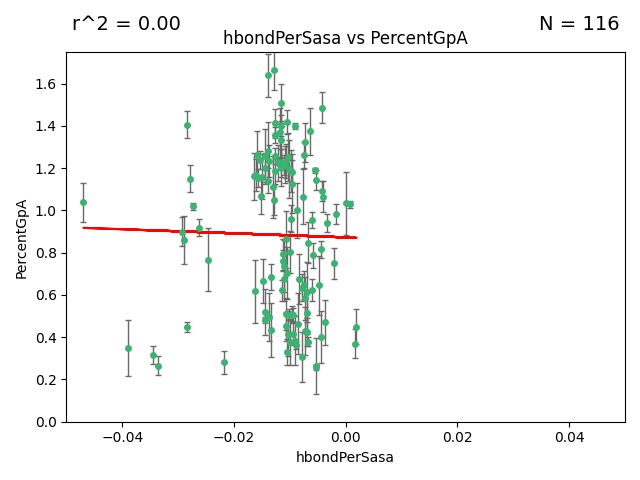 r^2 = 0.00
N = 116
hbondPerSasa vs PercentGpA
1.6
1.4
1.2
1.0
0.8
0.6
0.4
0.2
0.0
PercentGpA
−0.04
−0.02
0.00
0.02
0.04
hbondPerSasa